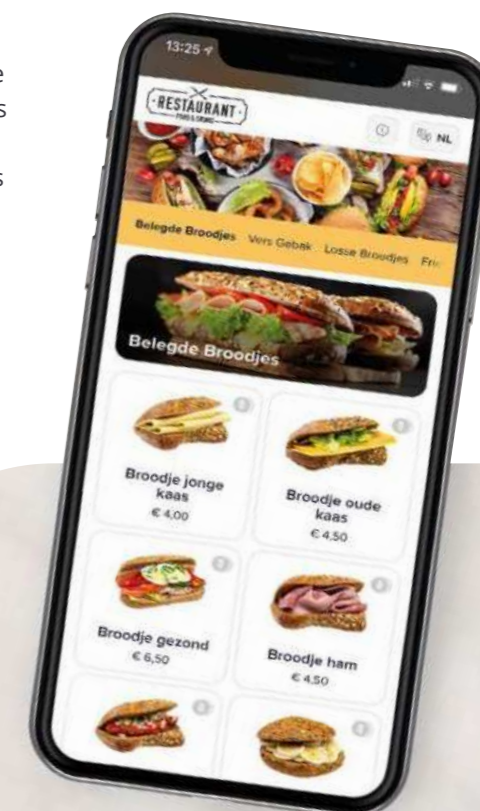 e
s
s
13:25
RESTAURANT
NL
Belegde Broodjes Vers Gebak Losse Broodjes Fri
Belegde Broodjes
Broodje jonge
kaas
€ 4,00
Broodje oude
kaas
€ 4,50
Broodje gezond
€ 6,50
Broodje ham
€ 4,50